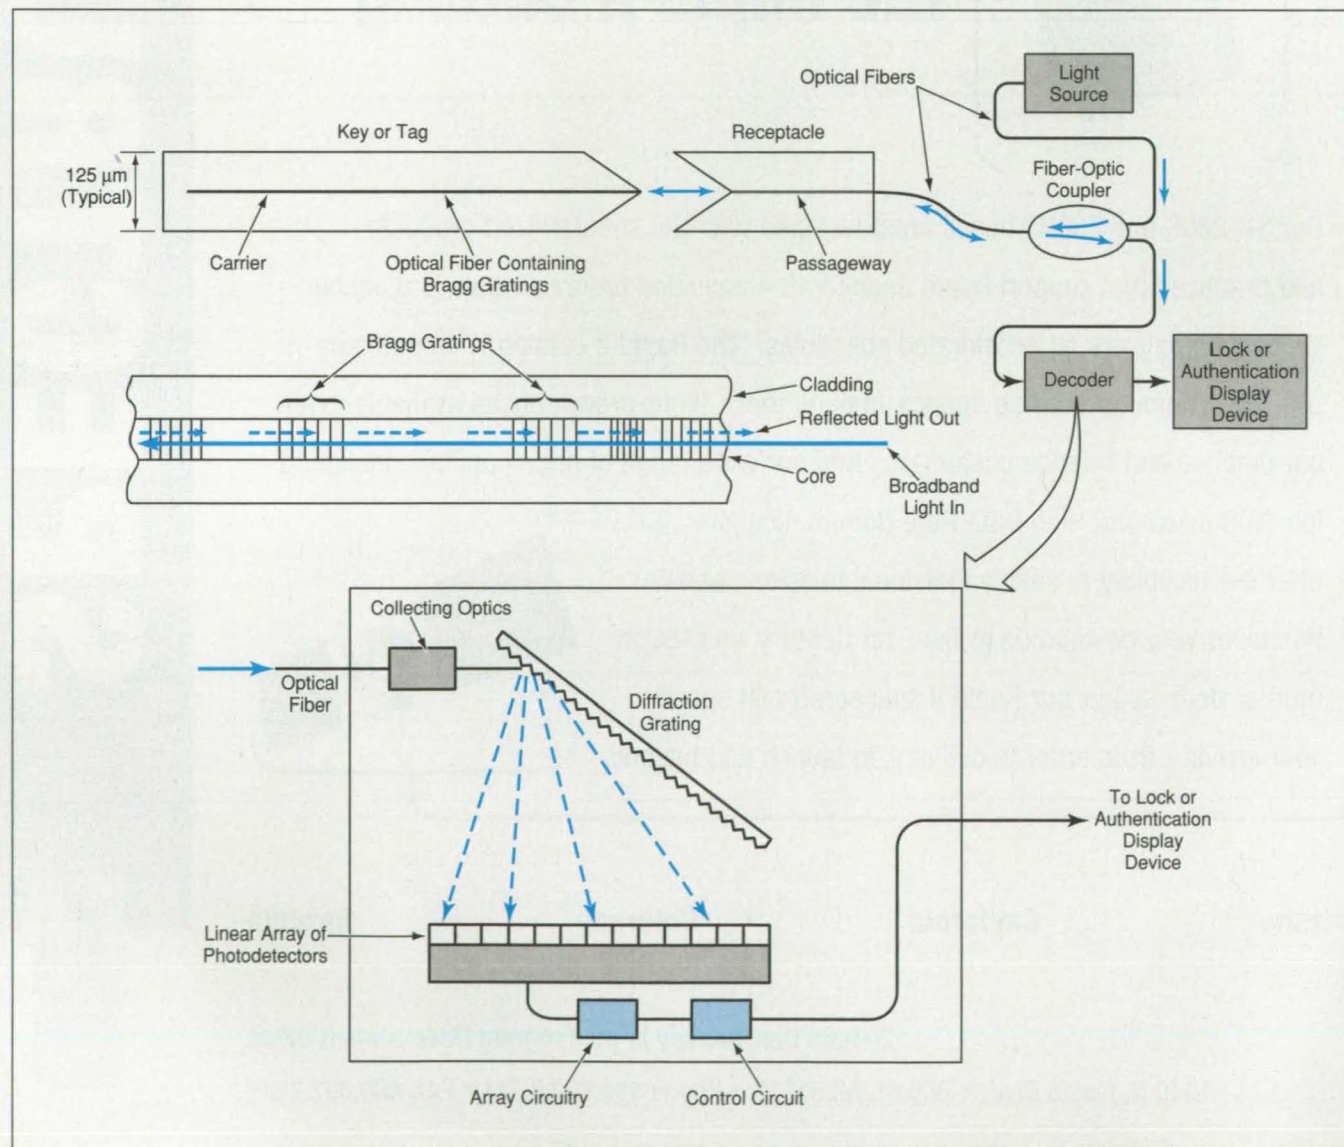 Optical Fibers
Light
Source
Key or Tag
Receptacle
125 µm
(Typical)
Fiber-Optic
Coupler
Carrier
Optical Fiber Containing
Bragg Gratings
Passageway
Bragg Gratings
Cladding
Reflected Light Out
Core
Broadband
Light In
Decoder
Lock or
Authentication
Display
Device
Collecting Optics
Optical
Fiber
Diffraction
Grating
To Lock or
Authentication
Display
Device
Linear Array of
Photodetectors
Array Circuitry
Control Circuit